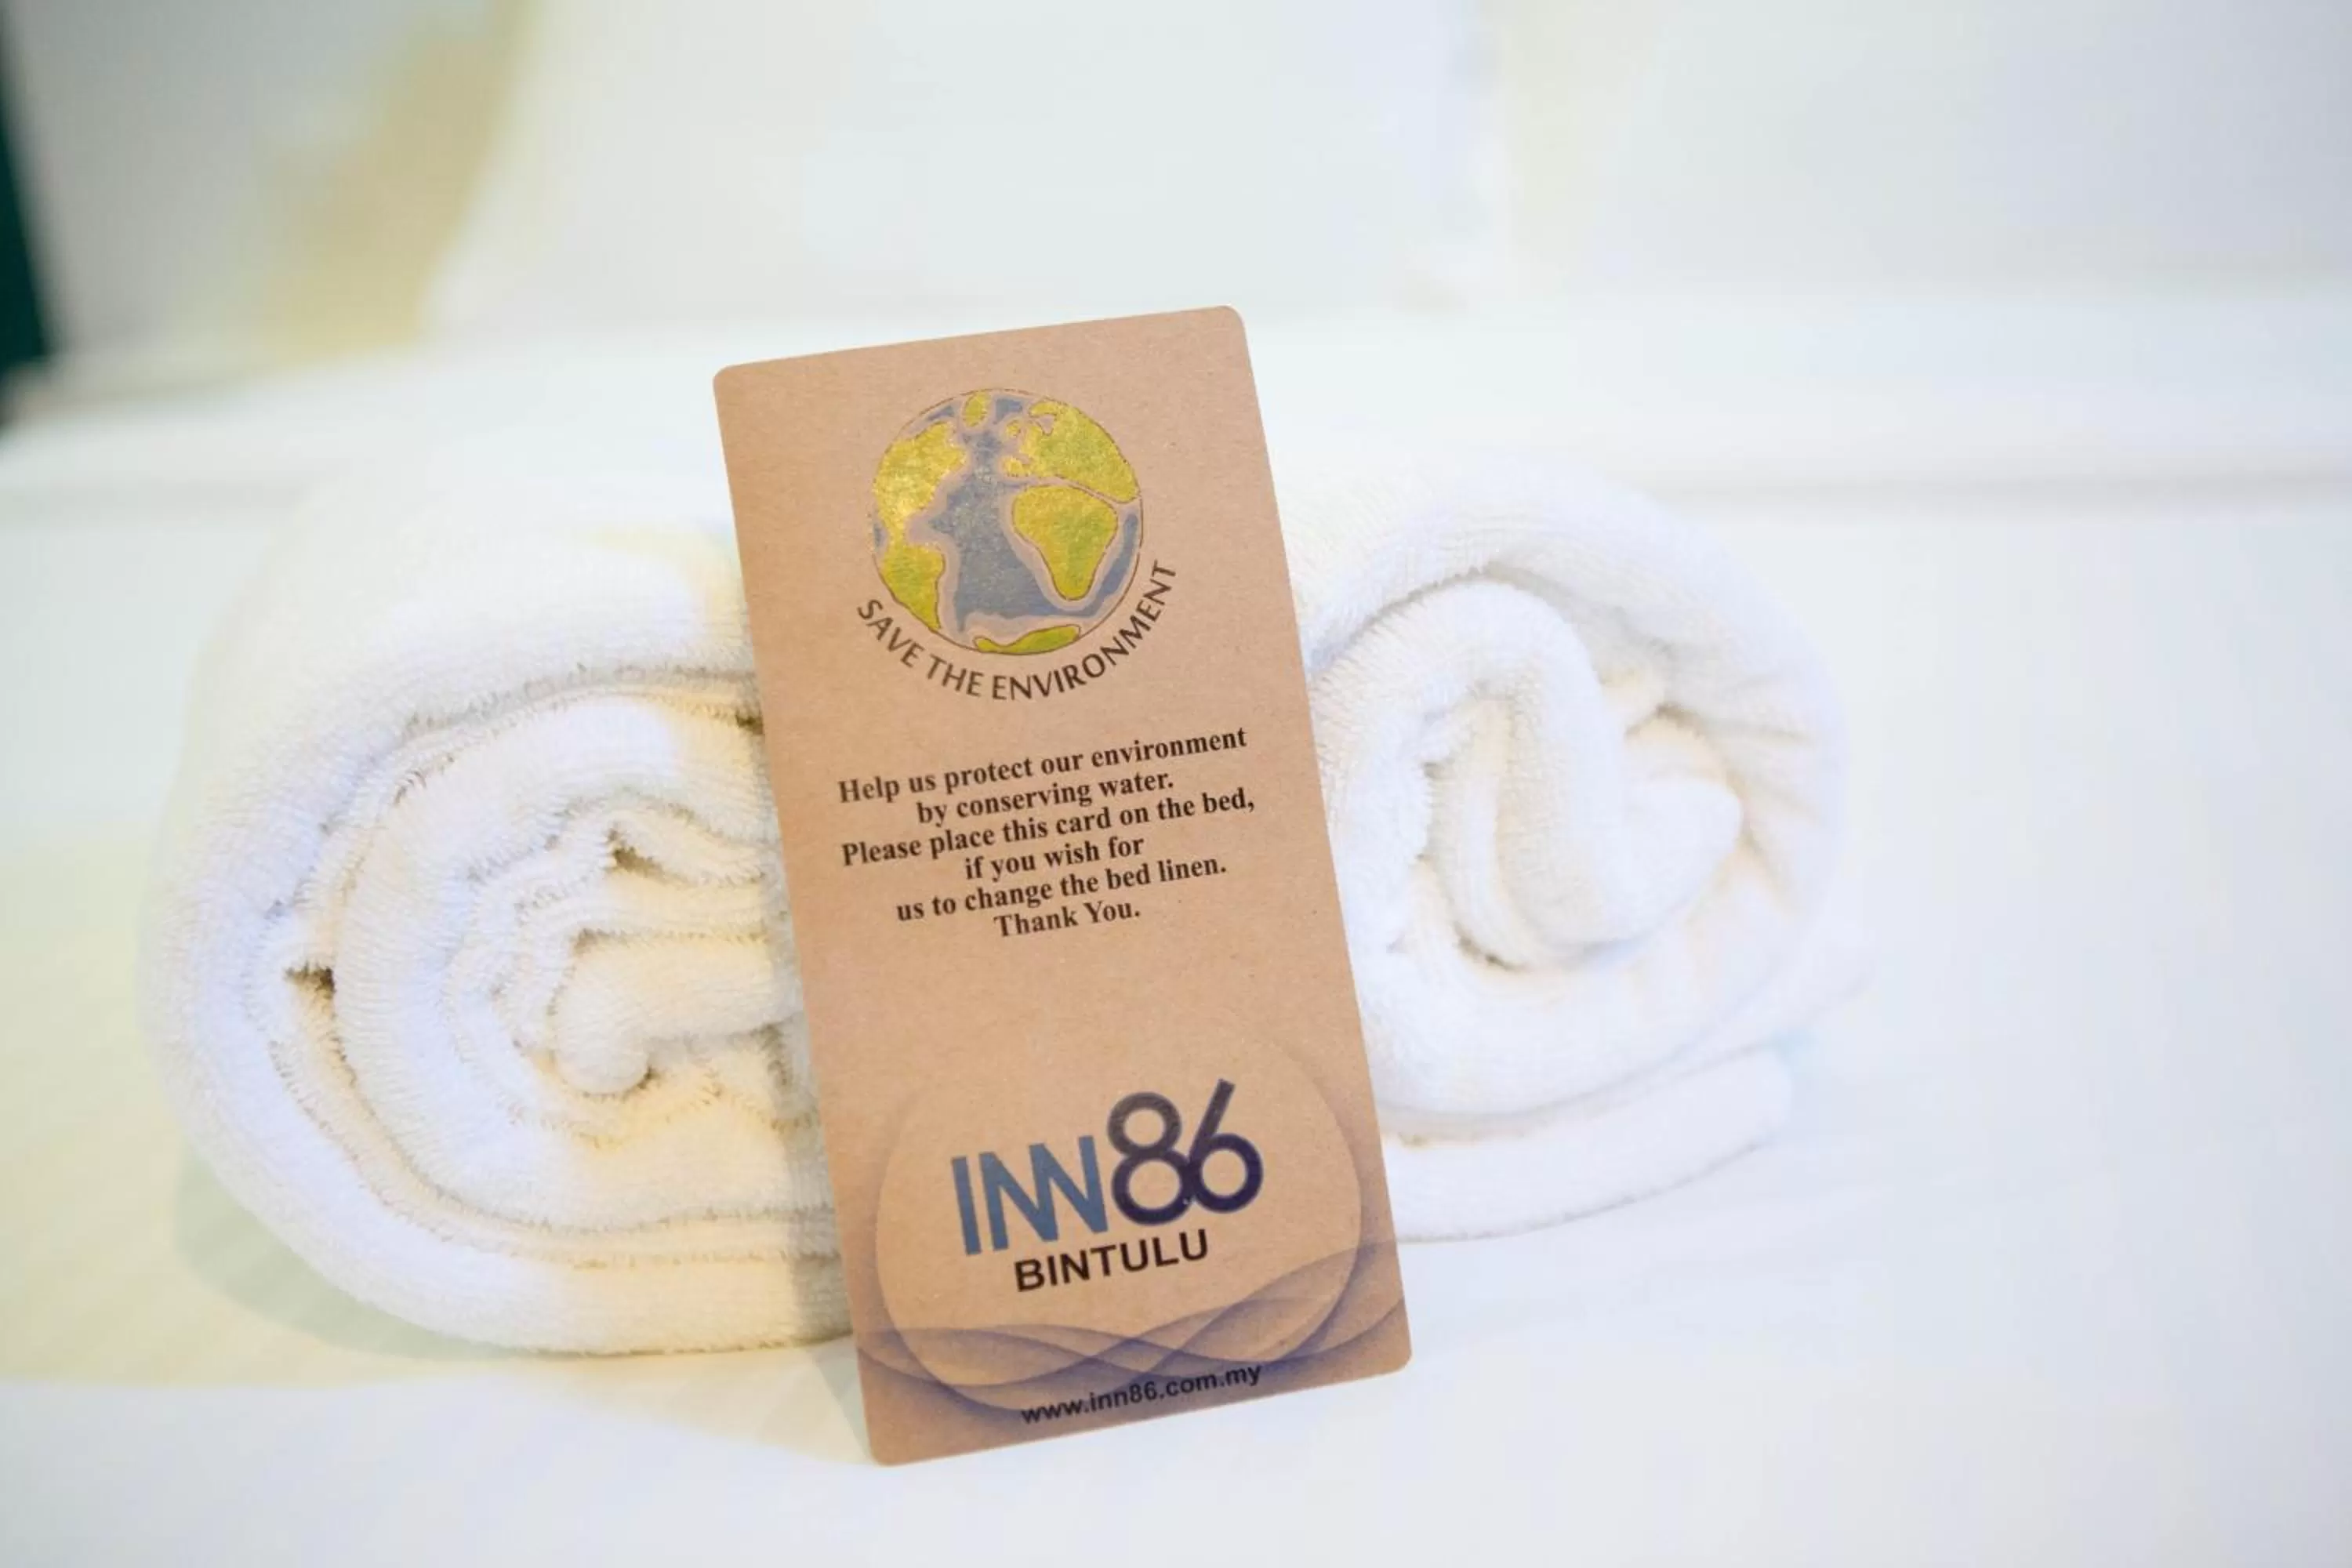 SAVE THE ENVIRONMENT
Help us protect our environment
by conserving water.
Please place this card on the bed,
if you wish for
us to change the bed linen.
Thank You.
INN86
BINTULU
www.inn86.com.my